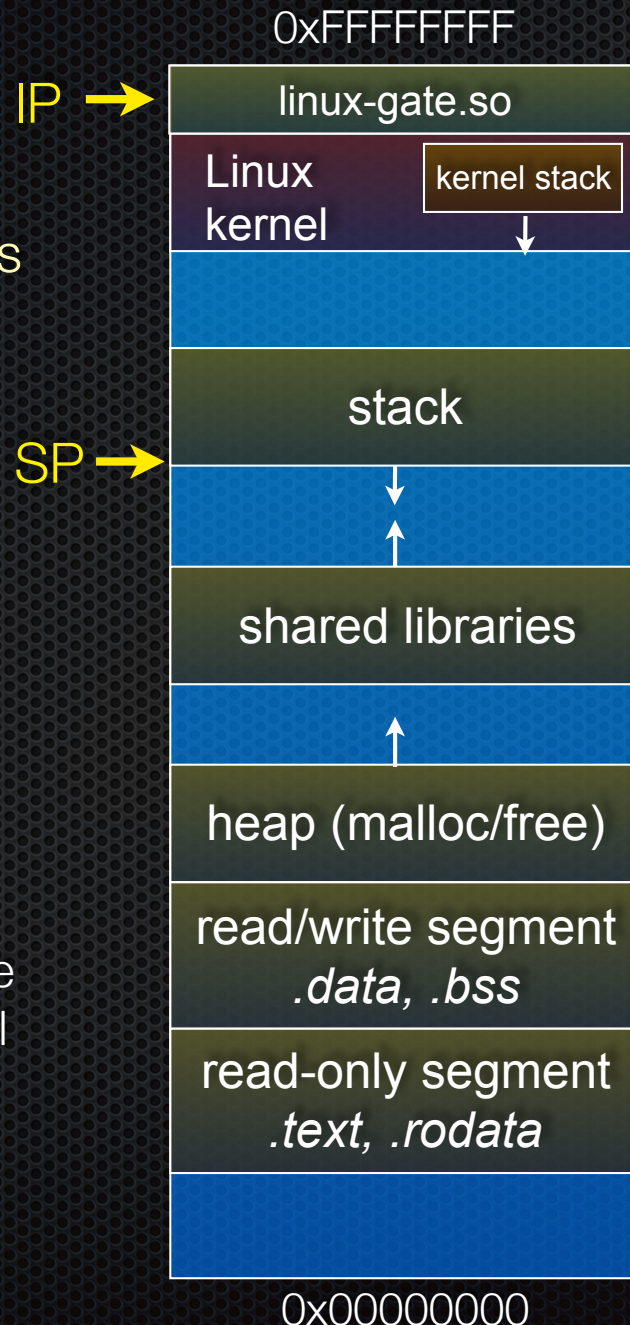 0xFFFFFFFF
IP
linux-gate.so
Linux
kernel
kernel stack
s
stack
SP
shared libraries
heap (malloc/free)
read/write segment
.data, .bss
e
l
read-only segment
.text, .rodata
0x00000000